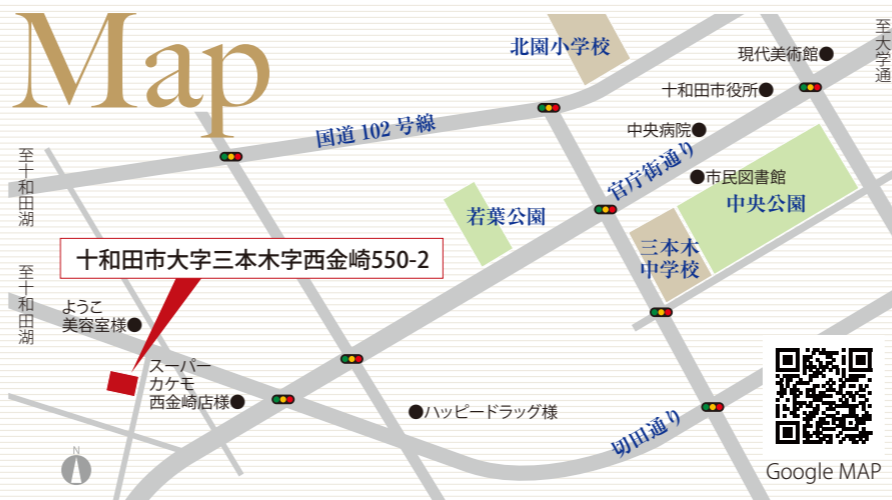 Map
北園小学校
現代美術館
至大学通
十和田市役所
国道102号線
中央病院
官庁街通り
市民図書館
至十和田湖
若葉公園
中央公園
三本木
中学校
十和田市大字三本木字西金崎550-2
至十和田湖
ようこ
美容室様
スーパー
カケモ
西金崎店様
ハッピードラッグ様
切田通り
N
Google MAP